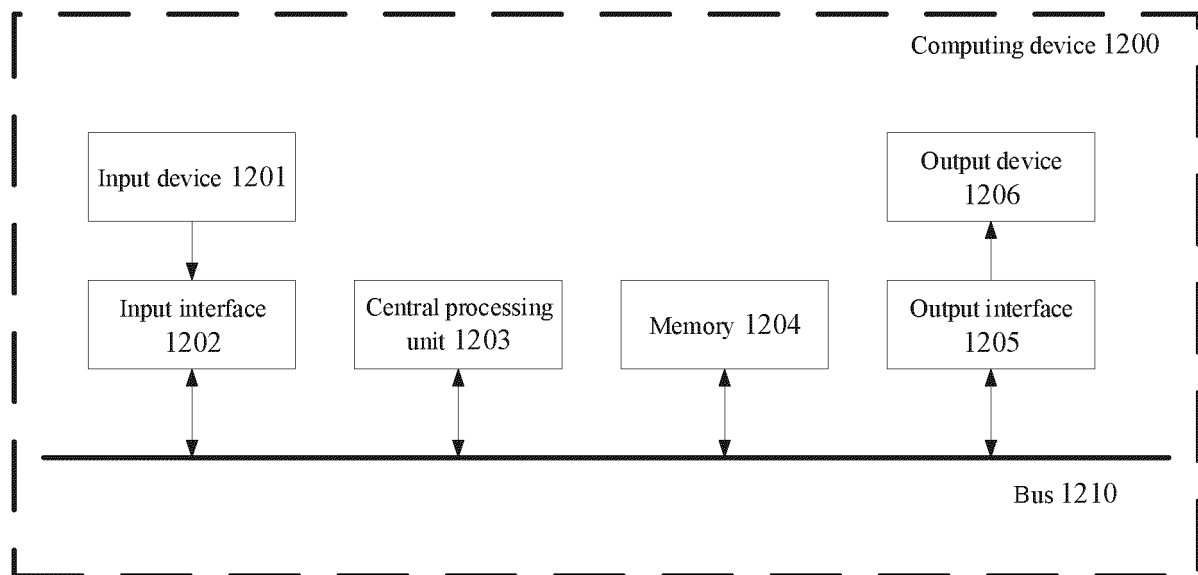 Computing device 1200
Input device 1201
Output device
1206
Input interface
1202
Central processing
unit 1203
Memory 1204
Output interface
1205
Bus 1210